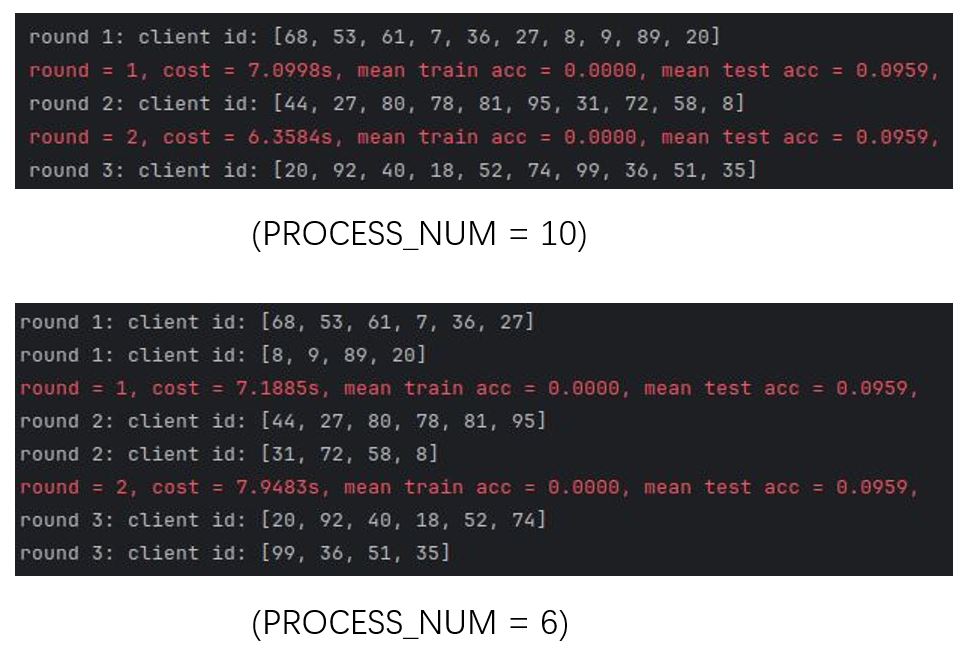 round 1: client id: [68, 53, 61, 7, 36, 27, 8, 9, 89, 20]
round = 1, cost = 7.0998s, mean train acc = 0.0000, mean test acc = 0.0959,
round 2: client id: [44, 27, 80, 78, 81, 95, 31, 72, 58, 8]
round = 2, cost = 6.3584s, mean train acc = 0.0000, mean test acc = 0.0959,
round 3: client id: [20, 92, 40, 18, 52, 74, 99, 36, 51, 35]
(PROCESS_NUM = 10)
round 1: client id: [68, 53, 61, 7, 36, 27]
round 1: client id: [8, 9, 89, 20]
round = 1, cost = 7.1885s, mean train acc = 0.0000, mean test acc = 0.0959,
round 2: client id: [44, 27, 80, 78, 81, 95]
round 2: client id: [31, 72, 58, 8]
round = 2, cost = 7.9483s, mean train acc = 0.0000, mean test acc = 0.0959,
round 3: client id: [20, 92, 40, 18, 52, 74]
round 3: client id: [99, 36, 51, 35]
(PROCESS_NUM = 6)